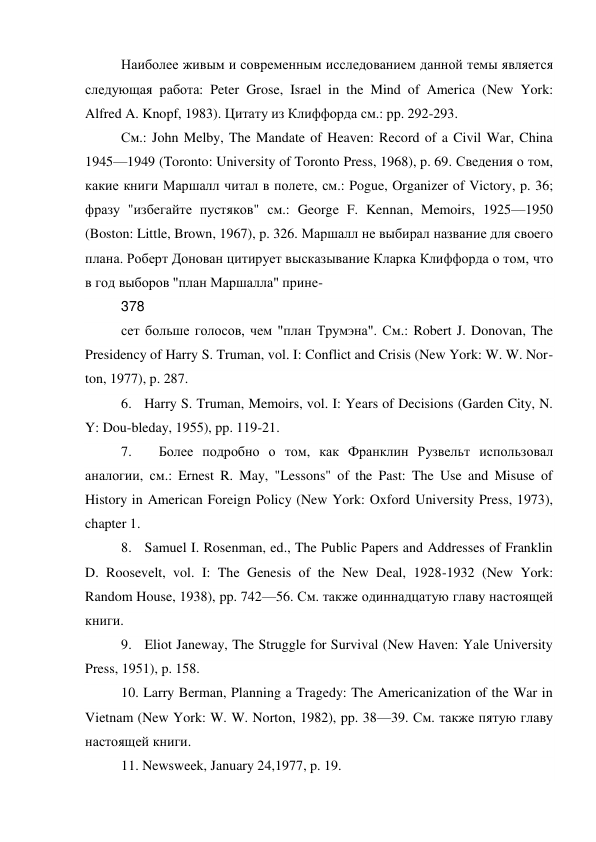 Наиболее живым и современным исследованием данной темы является
следующая работа: Peter Grose, Israel in the Mind of America (New York:
Alfred A. Knopf, 1983). Цитату из Клиффорда см.: pp. 292-293.
См.: John Melby, The Mandate of Heaven: Record of a Civil War, China
1945—1949 (Toronto: University of Toronto Press, 1968), p. 69. Сведения о том,
какие книги Маршалл читал в полете, см.: Pogue, Organizer of Victory, p. 36;
фразу "избегайте пустяков" см.: George F. Kennan, Memoirs, 1925—1950
(Boston: Little, Brown, 1967), p. 326. Маршалл не выбирал название для своего
плана. Роберт Донован цитирует высказывание Кларка Клиффорда о том, что
в год выборов "план Маршалла" прине-
378
сет больше голосов, чем "план Трумэна". См.: Robert J. Donovan, The
Presidency of Harry S. Truman, vol. I: Conflict and Crisis (New York: W. W. Nor-
ton, 1977), p. 287.
6. Harry S. Truman, Memoirs, vol. I: Years of Decisions (Garden City, N.
Y: Dou-bleday, 1955), pp. 119-21.
7. Более подробно о том, как Франклин Рузвельт использовал
аналогии, см.: Ernest R. May, "Lessons" of the Past: The Use and Misuse of
History in American Foreign Policy (New York: Oxford University Press, 1973),
chapter 1.
8. Samuel I. Rosenman, ed., The Public Papers and Addresses of Franklin
D. Roosevelt, vol. I: The Genesis of the New Deal, 1928-1932 (New York:
Random House, 1938), pp. 742—56. См. также одиннадцатую главу настоящей
книги.
9. Eliot Janeway, The Struggle for Survival (New Haven: Yale University
Press, 1951), p. 158.
10. Larry Berman, Planning a Tragedy: The Americanization of the War in
Vietnam (New York: W. W. Norton, 1982), pp. 38—39. См. также пятую главу
настоящей книги.
11. Newsweek, January 24,1977, p. 19.